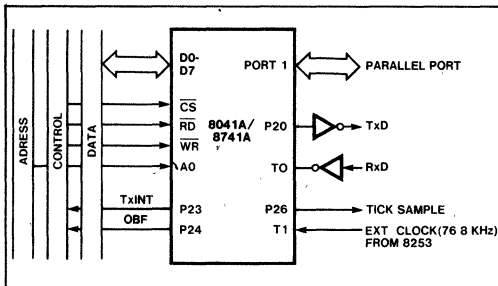 ADRESS
CONTROL
DATA
D0-
D7
CS
RD
WR
A0
TxINT
P23
OBF
P24
8041A/
8741A
PORT 1
PARALLEL PORT
P20
TxD
TO
RxD
P26
TICK SAMPLE
T1
EXT CLOCK(76 8 KHz)
FROM 8253